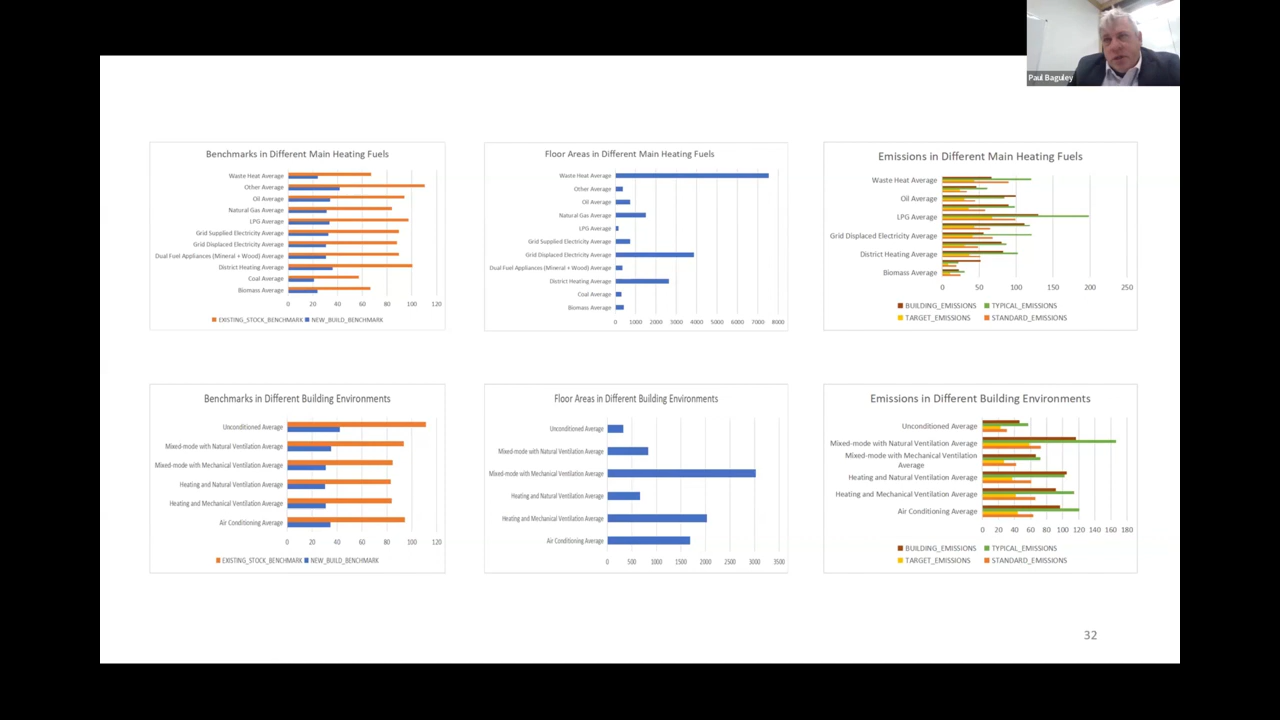 Paul Baguley
Benchmarks in Different Main Heating Fuels
Waste Heat Average
Other Average
Oil Average
Natural Gas Average
LPG Average
Grid Supplied Electricity Average
Grid Displaced Electricity Average
Dual Fuel Appliances (Mineral + Wood) Average
District Heating Average
Coal Average
Biomass Average
0 20 40 60 80 100 120
EXISTING_STOCK_BENCHMARK NEW_BUILD_BENCHMARK
Floor Areas in Different Main Heating Fuels
Waste Heat Average
Other Average
Oil Average
Natural Gas Average
LPG Average
Grid Supplied Electricity Average
Grid Displaced Electricity Average
Dual Fuel Appliances (Mineral + Wood) Average
District Heating Average
Coal Average
Biomass Average
0 1000 2000 3000 4000 5000 6000 7000 8000
Emissions in Different Main Heating Fuels
Waste Heat Average
Oil Average
LPG Average
Grid Displaced Electricity Average
District Heating Average
Biomass Average
0 50 100 150 200 250
BUILDING_EMISSIONS TYPICAL_EMISSIONS
TARGET_EMISSIONS STANDARD_EMISSIONS
Benchmarks in Different Building Environments
Unconditioned Average
Mixed-mode with Natural Ventilation Average
Mixed-mode with Mechanical Ventilation Average
Heating and Natural Ventilation Average
Heating and Mechanical Ventilation Average
Air Conditioning Average
0 20 40 60 80 100 120
EXISTING_STOCK_BENCHMARK NEW_BUILD_BENCHMARK
Floor Areas in Different Building Environments
Unconditioned Average
Mixed-mode with Natural Ventilation Average
Mixed-mode with Mechanical Ventilation Average
Heating and Natural Ventilation Average
Heating and Mechanical Ventilation Average
Air Conditioning Average
0 500 1000 1500 2000 2500 3000 3500
Emissions in Different Building Environments
Unconditioned Average
Mixed-mode with Natural Ventilation Average
Mixed-mode with Mechanical Ventilation
Average
Heating and Natural Ventilation Average
Heating and Mechanical Ventilation Average
Air Conditioning Average
0 20 40 60 80 100 120 140 160 180
BUILDING_EMISSIONS TYPICAL_EMISSIONS
TARGET_EMISSIONS STANDARD_EMISSIONS
32